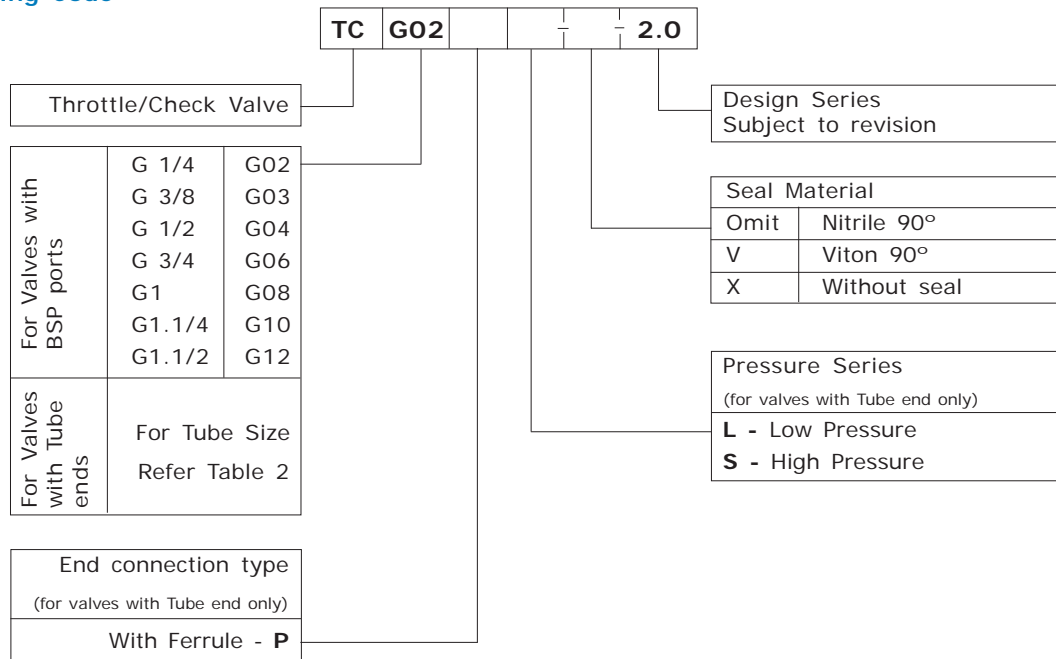 TC G02 - - 2.0
Throttle/Check Valve
For Valves with
BSP ports
G 1/4 G02
G 3/8 G03
G 1/2 G04
G 3/4 G06
G1 G08
G1.1/4 G10
G1.1/2 G12
For Valves
with Tube
ends
For Tube Size
Refer Table 2
End connection type
(for valves with Tube end only)
With Ferrule - P
Design Series
Subject to revision
Seal Material
Omit Nitrile 90°
V Viton 90°
X Without seal
Pressure Series
(for valves with Tube end only)
L - Low Pressure
S - High Pressure